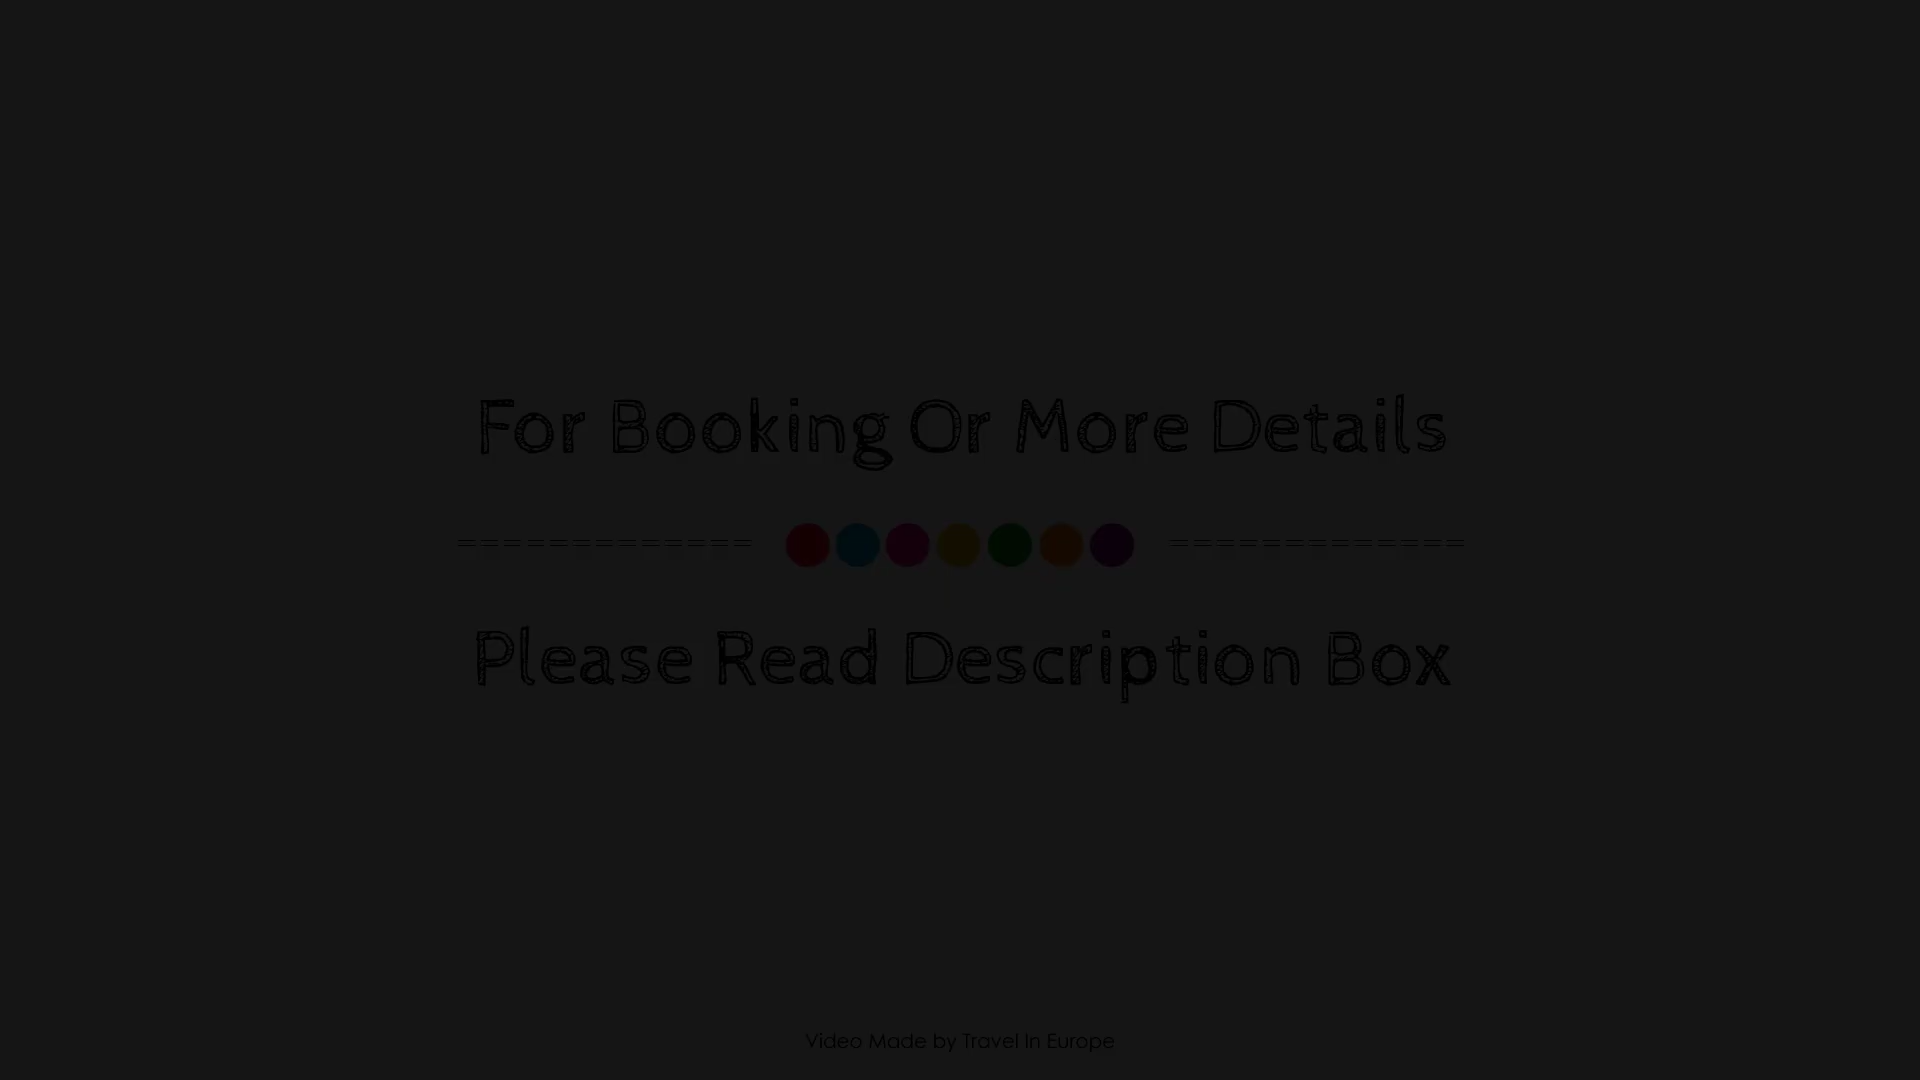 For Booking Or More Details
============= =============
Please Read Description Box
Video Made by Travel In Europe